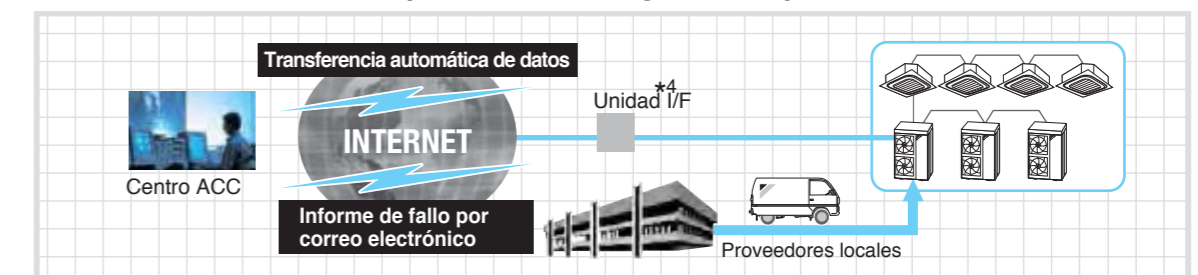 Transferencia automática de datos
*4
Unidad I/F
INTERNET
Centro ACC
Informe de fallo por
correo electrónico
Proveedores locales